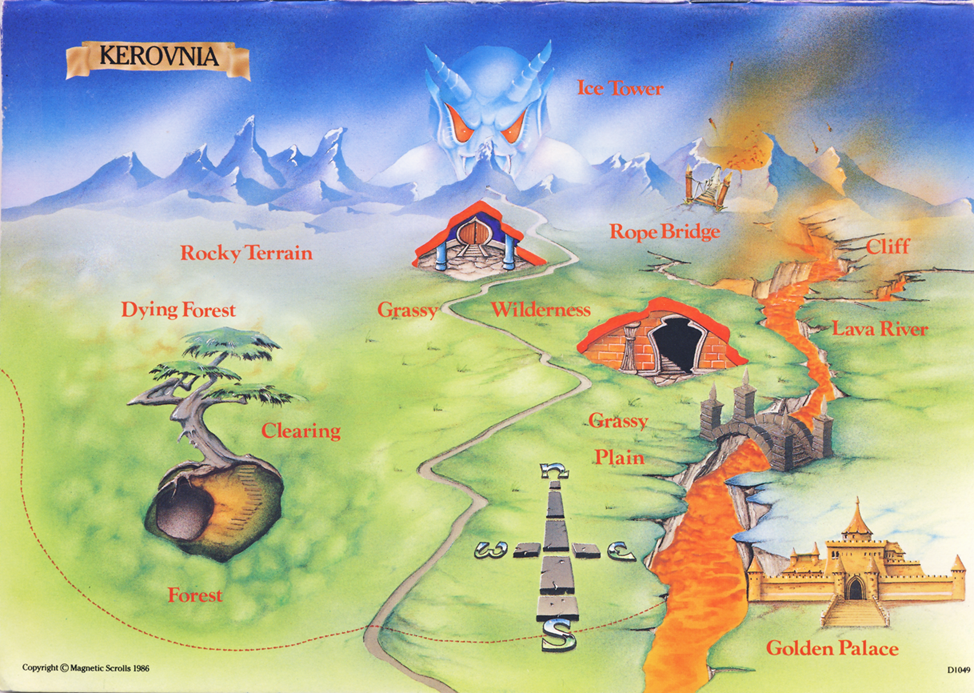 KEROVNIA
Ice Tower
Rope Bridge
Rocky Terrain
Cliff
Dying Forest
Grassy Wilderness
Lava River
Clearing
Grassy
Plain
n
w e
s
Forest
Golden Palace
Copyright © Magnetic Scrolls 1986
D1049